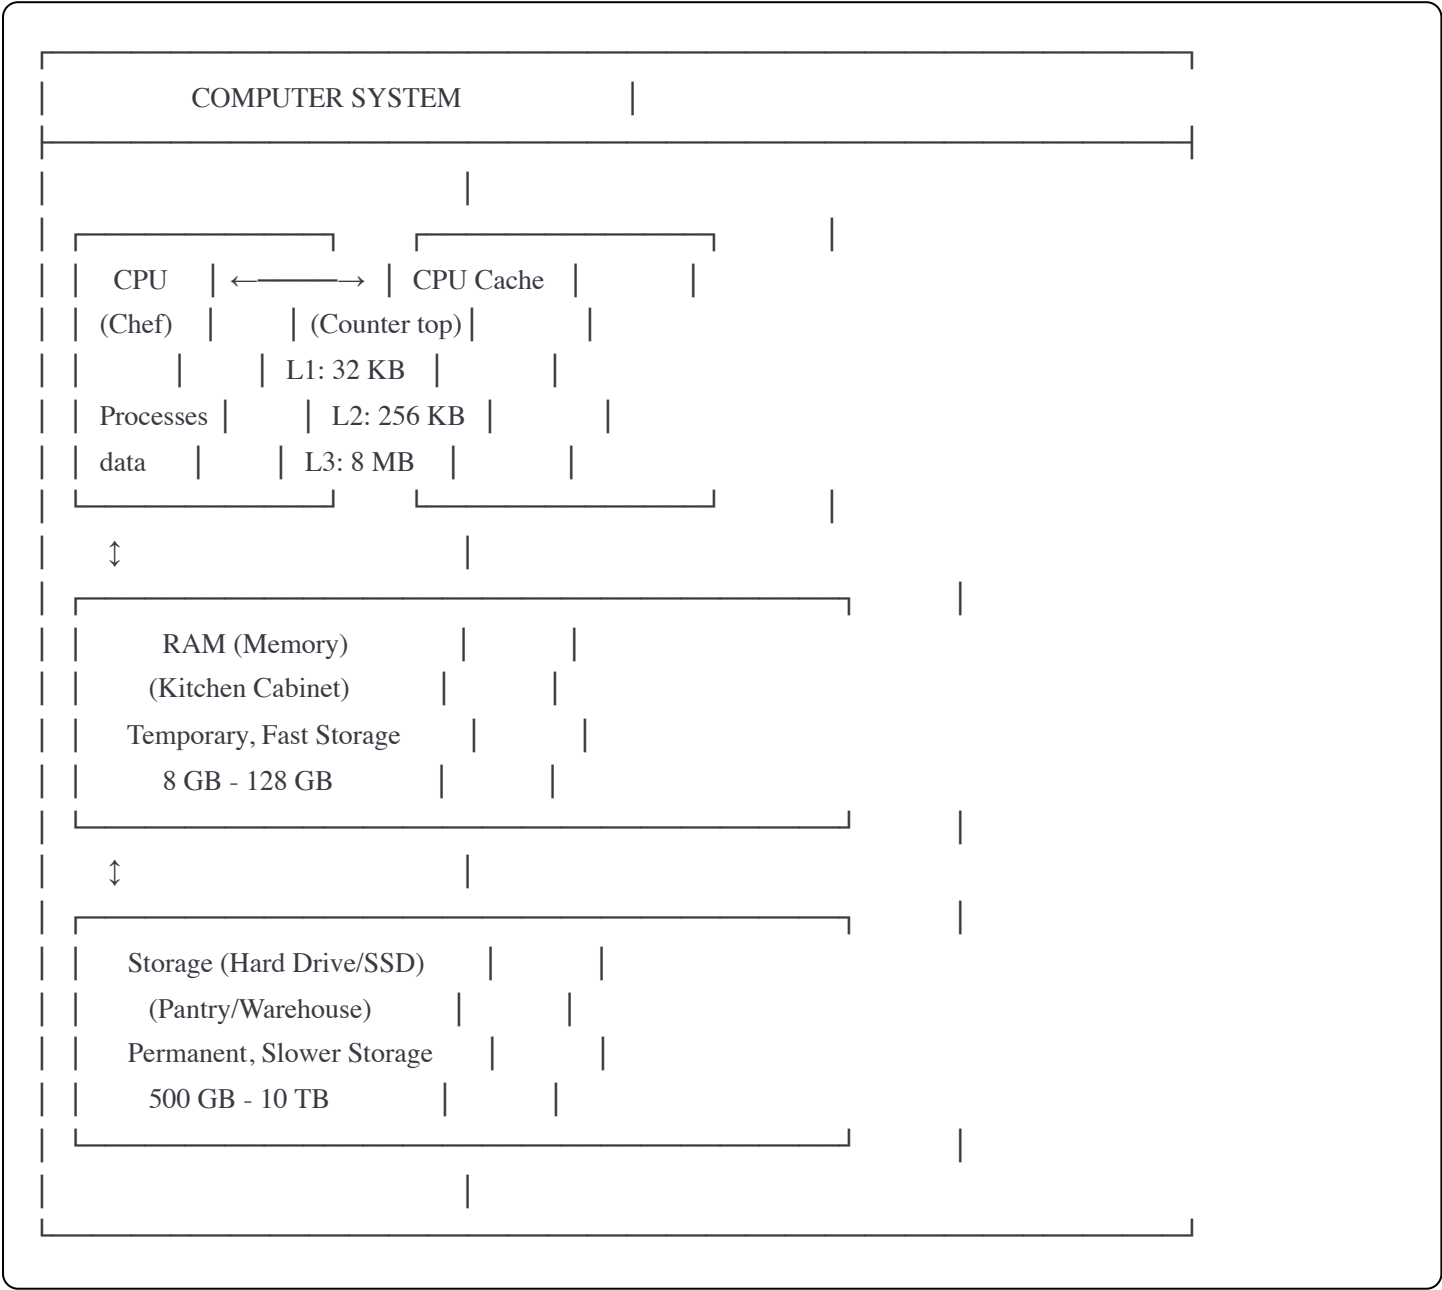 COMPUTER SYSTEM
CPU ←────→ CPU Cache
(Chef) (Counter top)
L1: 32 KB
Processes L2: 256 KB
data L3: 8 MB
↕
RAM (Memory)
(Kitchen Cabinet)
Temporary, Fast Storage
8 GB - 128 GB
↕
Storage (Hard Drive/SSD)
(Pantry/Warehouse)
Permanent, Slower Storage
500 GB - 10 TB